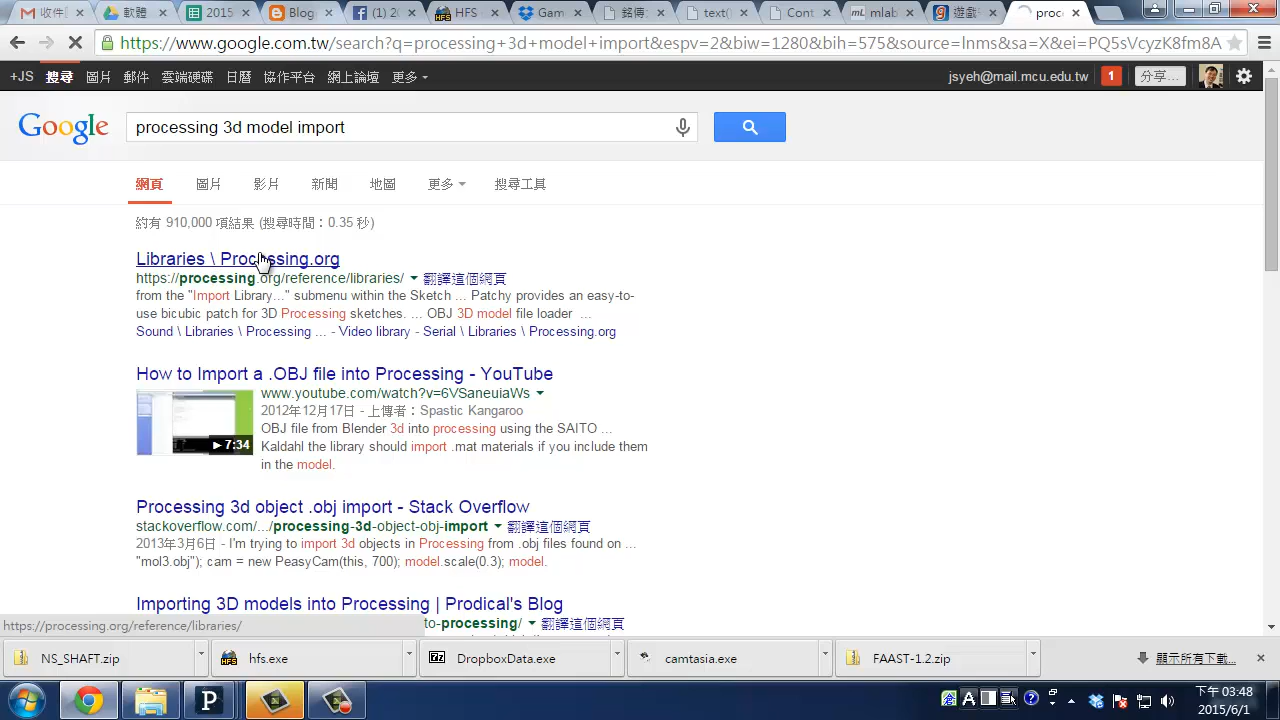 收件
軟體
2015
Blog
(1) 20
HFS
Gam
銘傳
text(
Cont
mlab
遊戲
proc
https://www.google.com.tw/search?q=processing+3d+model+import&espv=2&biw=1280&bih=575&source=lnms&sa=X&ei=PQ5sVcyzK8fm8A
+JS 搜尋 圖片 郵件 雲端硬碟 日曆 協作平台 網上論壇 更多
jsyeh@mail.mcu.edu.tw 1 分享...
Google processing 3d model import
網頁 圖片 影片 新聞 地圖 更多 搜尋工具
約有 910,000 項結果 (搜尋時間：0.35 秒)
Libraries \ Processing.org
https://processing.org/reference/libraries/ 翻譯這個網頁
from the "Import Library..." submenu within the Sketch ... Patchy provides an easy-to-
use bicubic patch for 3D Processing sketches. ... OBJ 3D model file loader ...
Sound \ Libraries \ Processing ... - Video library - Serial \ Libraries \ Processing.org
How to Import a .OBJ file into Processing - YouTube
www.youtube.com/watch?v=6VSaneuiaWs
2012年12月17日 - 上傳者：Spastic Kangaroo
OBJ file from Blender 3d into processing using the SAITO ...
Kaldahl the library should import .mat materials if you include them
in the model.
7:34
Processing 3d object .obj import - Stack Overflow
stackoverflow.com/.../processing-3d-object-obj-import 翻譯這個網頁
2013年3月6日 - I'm trying to import 3d objects in Processing from .obj files found on ...
"mol3.obj"); cam = new PeasyCam(this, 700); model.scale(0.3); model.
Importing 3D models into Processing | Prodical's Blog
to-processing/ 翻譯這個網頁
https://processing.org/reference/libraries/
NS_SHAFT.zip
hfs.exe
DropboxData.exe
camtasia.exe
FAAST-1.2.zip
顯示所有下載...
下午 03:48
2015/6/1